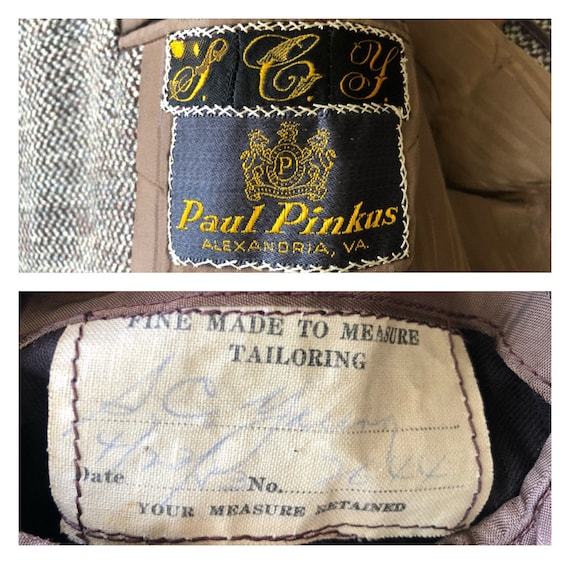 S. C. Y.
P
Paul Pinkus
ALEXANDRIA, VA.
FINE MADE TO MEASURE
TAILORING
S C
Date No.
YOUR MEASURE RETAINED